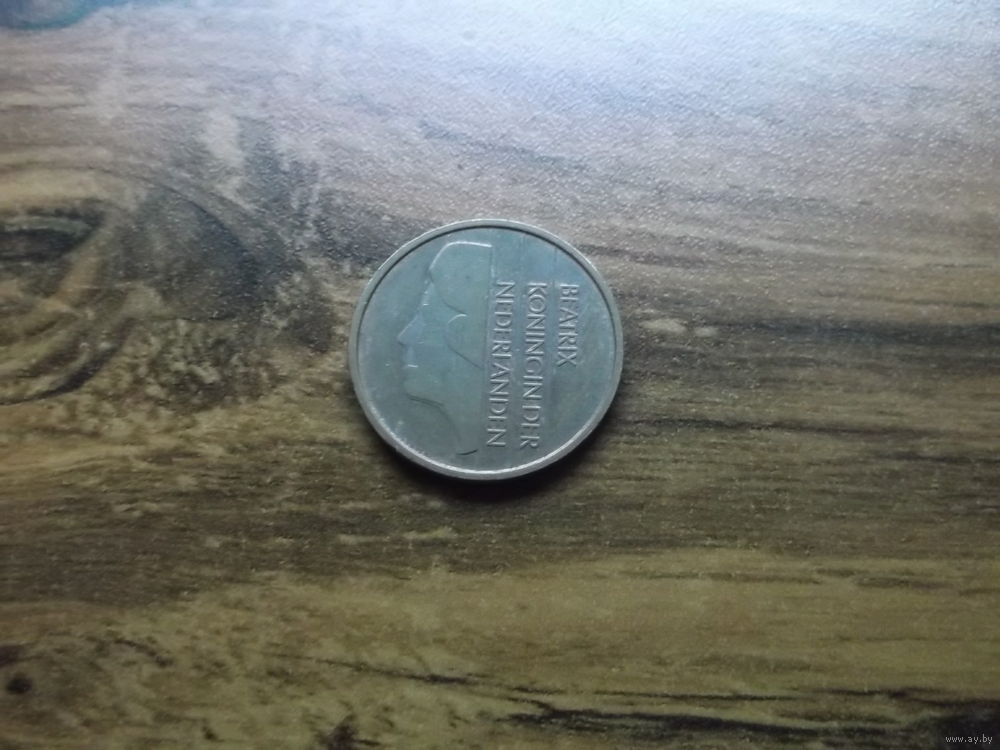 BEATRIX
KONINGIN DER
NEDERLANDEN
www.ay.by